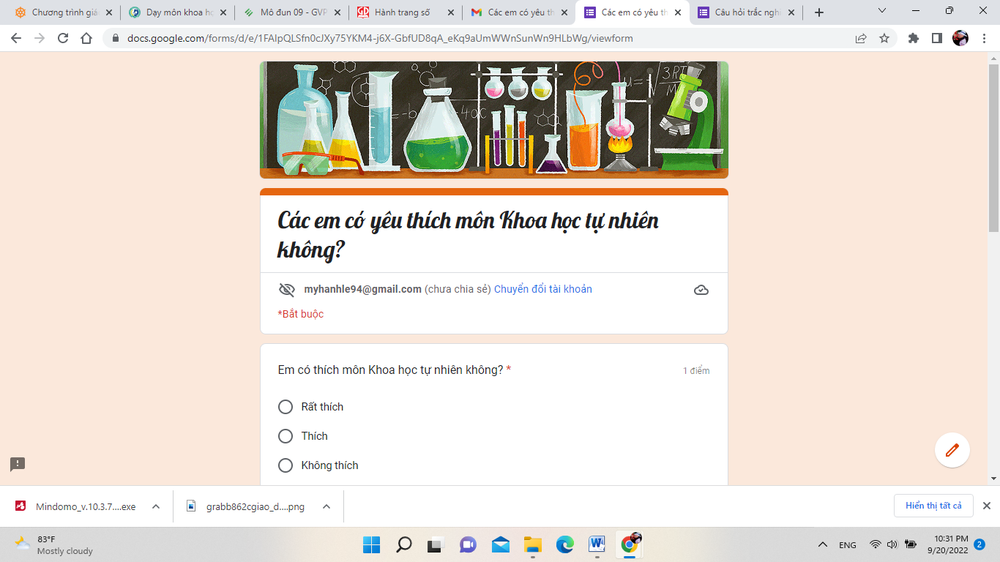 Chương trình giá
Dạy môn khoa họ
Mô đun 09 - GVP
Hành trang số
Các em có yêu th
Các em có yêu th
Câu hỏi trắc nghi
docs.google.com/forms/d/e/1FAIpQLSfn0cJXy75YKM4-j6X-GbfUD8qA_eKq9aUmWWnSunWn9HLbWg/viewform
Các em có yêu thích môn Khoa học tự nhiên
không?
myhanhle94@gmail.com (chưa chia sẻ) Chuyển đổi tài khoản
*Bắt buộc
Em có thích môn Khoa học tự nhiên không? *
1 điểm
Rất thích
Thích
Không thích
Mindomo_v.10.3.7....exe
grabb862cgiao_d....png
Hiển thị tất cả
83°F
Mostly cloudy
ENG
10:31 PM
9/20/2022
2